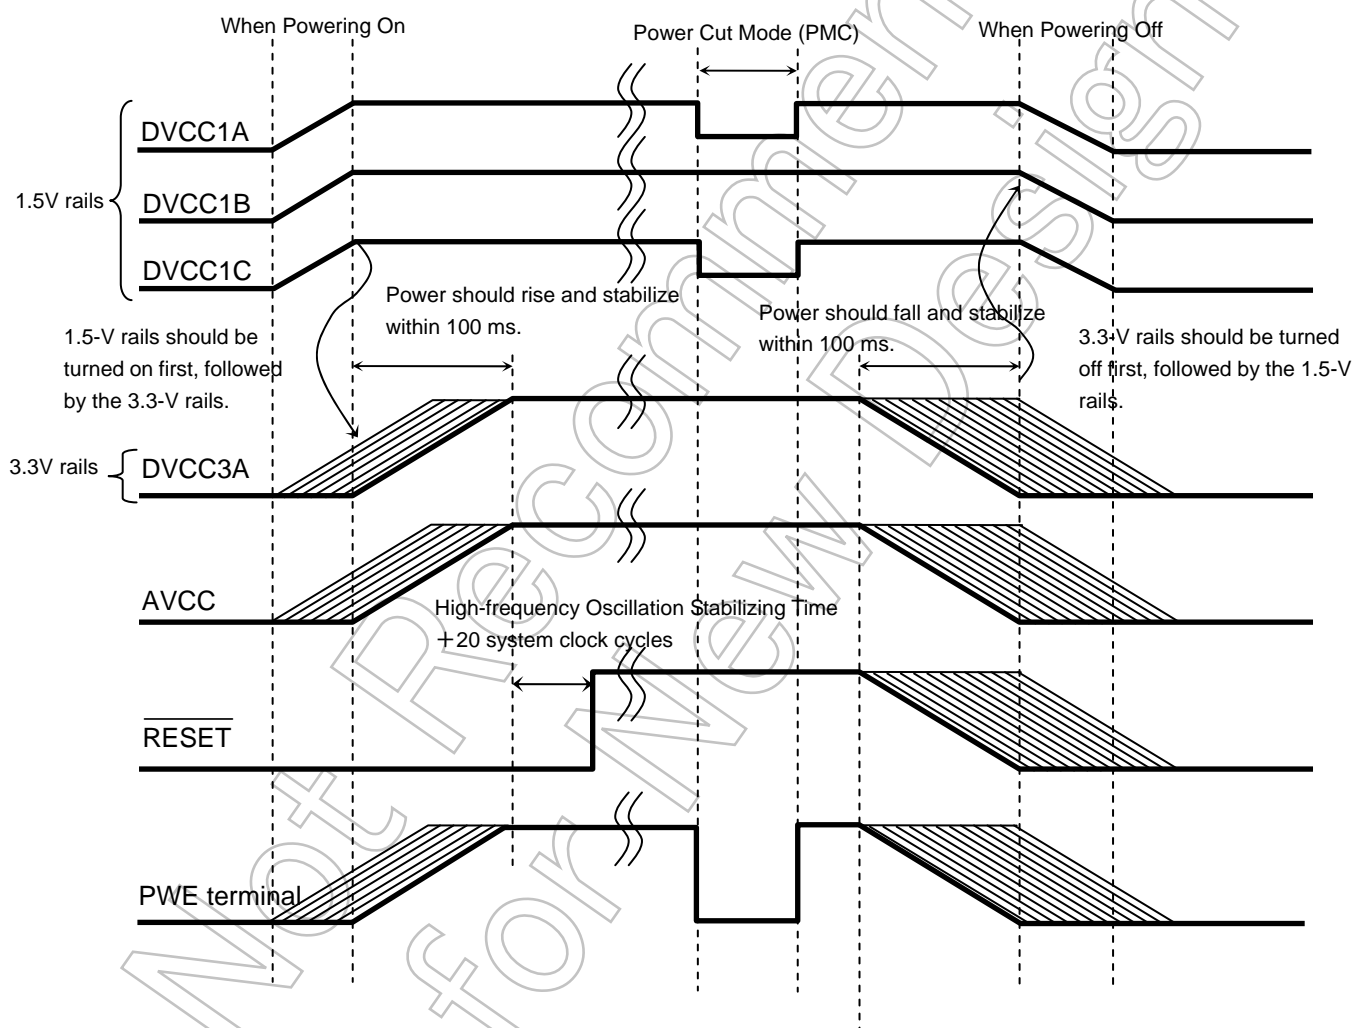 When Powering On
Power Cut Mode (PMC)
When Powering Off
DVCC1A
1.5V rails
DVCC1B
DVCC1C
Power should rise and stabilize
within 100 ms.
Power should fall and stabilize
within 100 ms.
1.5-V rails should be
turned on first, followed
by the 3.3-V rails.
3.3-V rails should be turned
off first, followed by the 1.5-V
rails.
3.3V rails
DVCC3A
AVCC
High-frequency Oscillation Stabilizing Time
+20 system clock cycles
RESET
PWE terminal
Not Recommen
for New Design